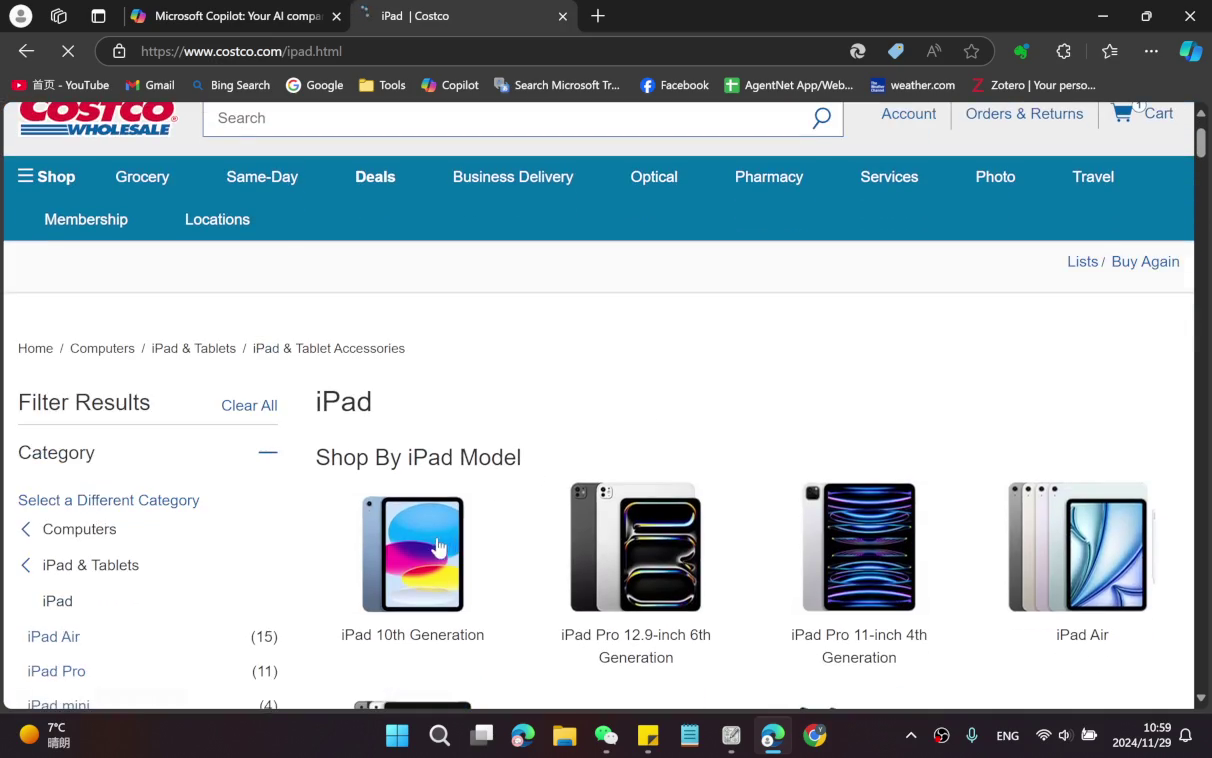 Microsoft Copilot: Your AI compa
iPad | Costco
https://www.costco.com/ipad.html
首页 - YouTube
Gmail
Bing Search
Google
Tools
Copilot
Search Microsoft Tr...
Facebook
AgentNet App/Web...
weather.com
Zotero | Your perso...
COSTCO
WHOLESALE
Search
Account
Orders & Returns
1
Cart
Shop
Grocery
Same-Day
Deals
Business Delivery
Optical
Pharmacy
Services
Photo
Travel
Membership
Locations
Lists / Buy Again
Home / Computers / iPad & Tablets / iPad & Tablet Accessories
Filter Results
Clear All
Category
Select a Different Category
Computers
iPad & Tablets
iPad
iPad Air (15)
iPad Pro (11)
iPad mini (4)
iPad
Shop By iPad Model
iPad 10th Generation
iPad Pro 12.9-inch 6th
Generation
iPad Pro 11-inch 4th
Generation
iPad Air
7°C
晴朗
ENG
10:59
2024/11/29